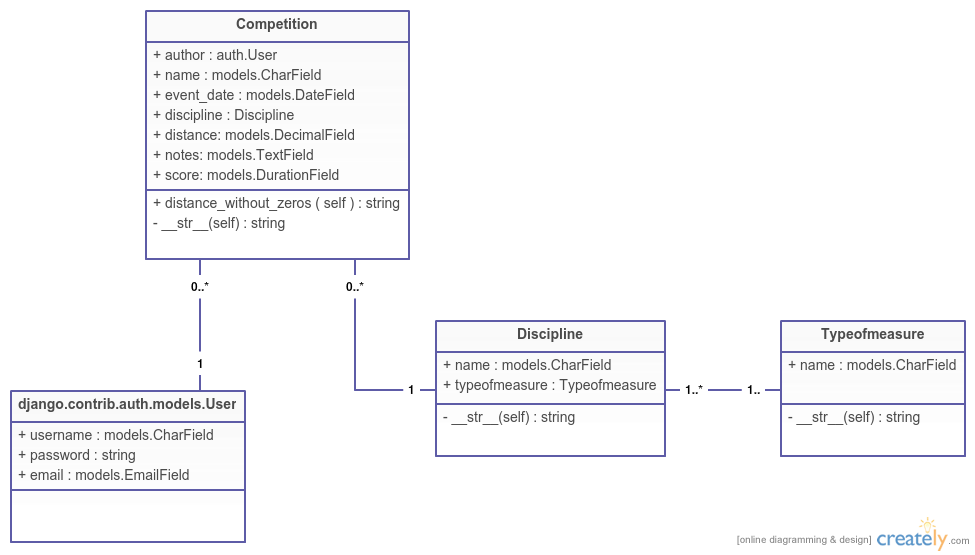 Competition
+ author : auth.User
+ name : models.CharField
+ event_date : models.DateField
+ discipline : Discipline
+ distance: models.DecimalField
+ notes: models.TextField
+ score: models.DurationField
+ distance_without_zeros ( self ) : string
- __str__(self) : string
0..*
0..*
1
1
django.contrib.auth.models.User
+ username : models.CharField
+ password : string
+ email : models.EmailField
Discipline
+ name : models.CharField
+ typeofmeasure : Typeofmeasure
- __str__(self) : string
1..*
1..
Typeofmeasure
+ name : models.CharField
- __str__(self) : string
[online diagramming & design] creately.com